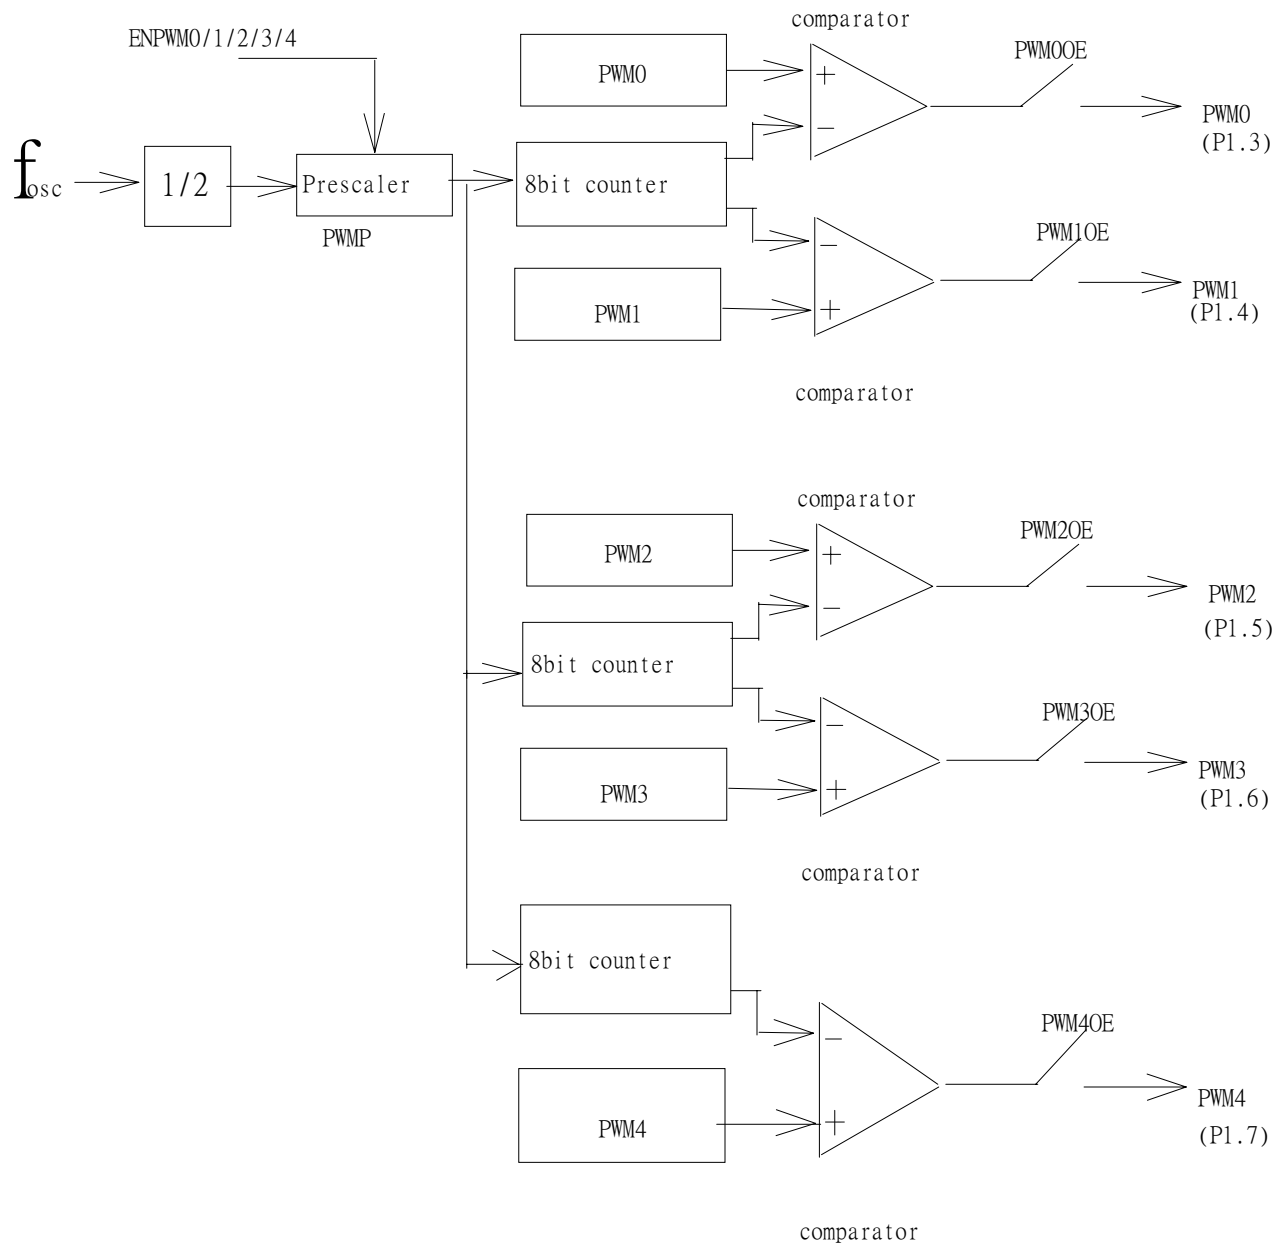 comparator
ENPWM0/1/2/3/4
PWM0OE
PWM0
+
PWM0
(P1.3)
−
fosc
1/2
Prescaler
8bit counter
PWMP
PWM1OE
−
PWM1
(P1.4)
PWM1
+
comparator
comparator
PWM2OE
PWM2
+
PWM2
(P1.5)
−
8bit counter
PWM3OE
−
PWM3
(P1.6)
PWM3
+
comparator
8bit counter
PWM4OE
−
PWM4
(P1.7)
PWM4
+
comparator